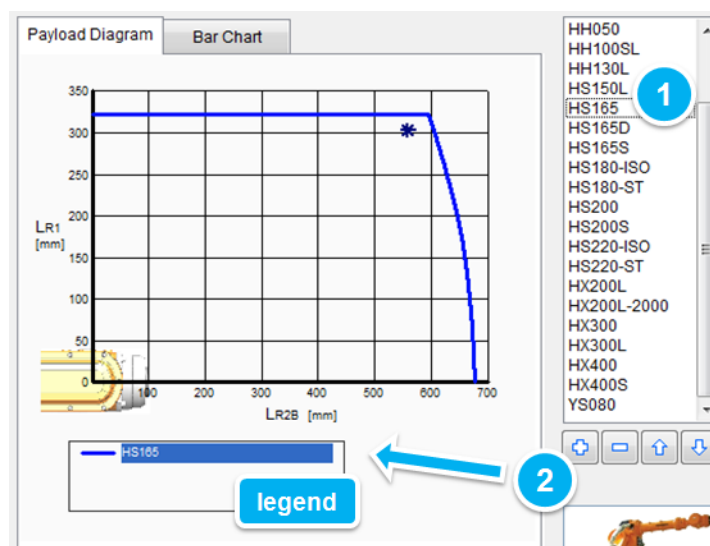 Payload Diagram
Bar Chart
350
300
250
200
150
100
50
0
LR1
[mm]
100
200
300
400
500
600
700
LR2B [mm]
HS165
legend
2
HH050
HH100SL
HH130L
HS150L
HS165
HS165D
HS165S
HS180-ISO
HS180-ST
HS200
HS200S
HS220-ISO
HS220-ST
HX200L
HX200L-2000
HX300
HX300L
HX400
HX400S
YS080
1